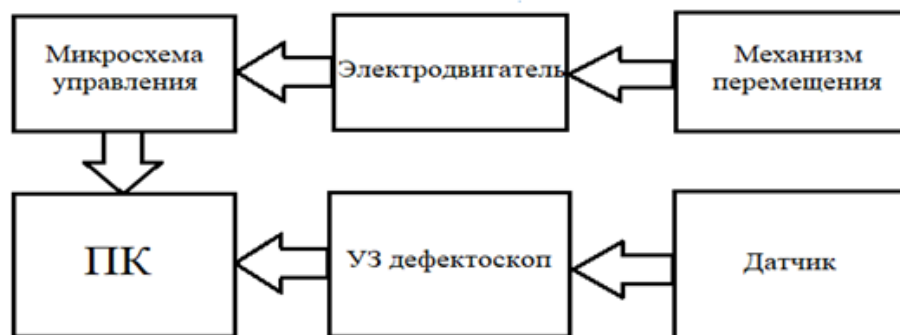 Микросхема
управления
Электродвигатель
Механизм
перемещения
ПК
УЗ дефектоскоп
Датчик